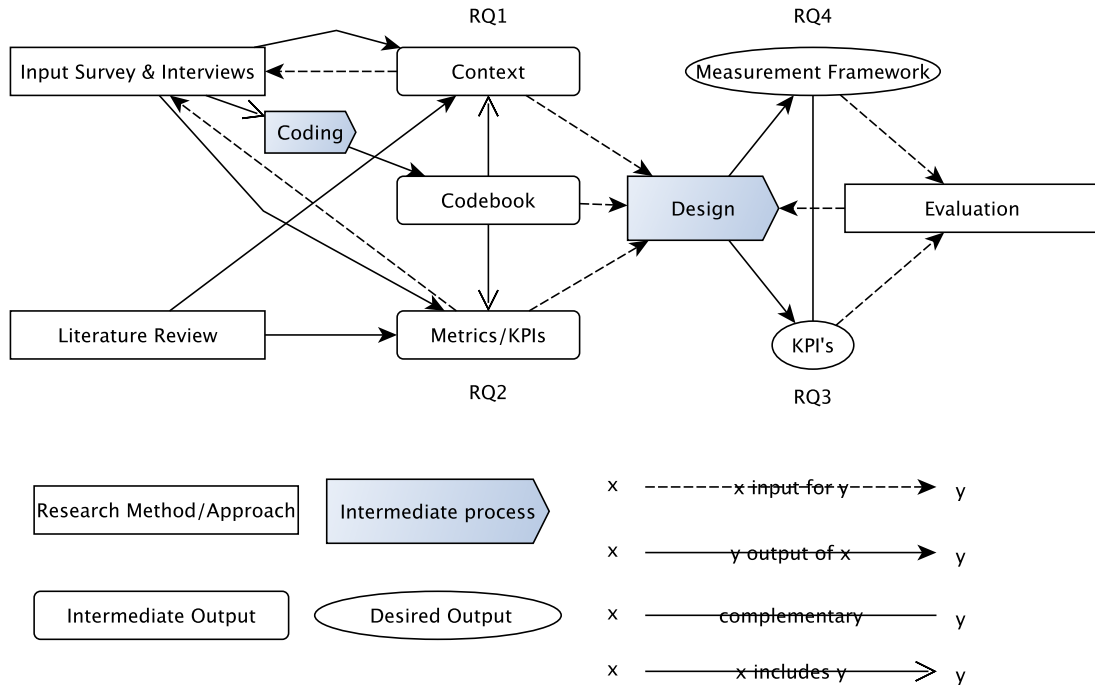 RQ1
RQ4
Input Survey & Interviews
Context
Measurement Framework
Coding
Codebook
Design
Evaluation
Literature Review
Metrics/KPIs
KPI's
RQ2
RQ3
Research Method/Approach
Intermediate process
x
x input for y
y
x
y output of x
y
Intermediate Output
Desired Output
x
complementary
y
x
x includes y
y